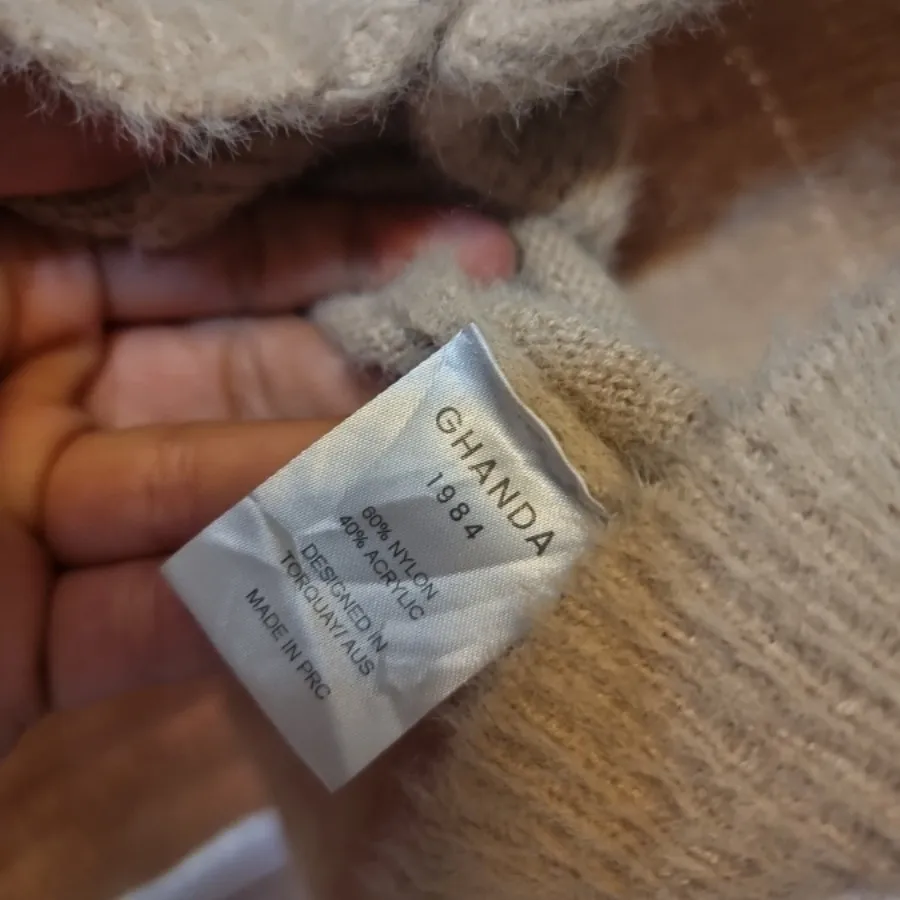 GHANDA
1984
60% NYLON
40% ACRYLIC
DESIGNED IN
TORQUAY/ AUS
MADE IN PRC